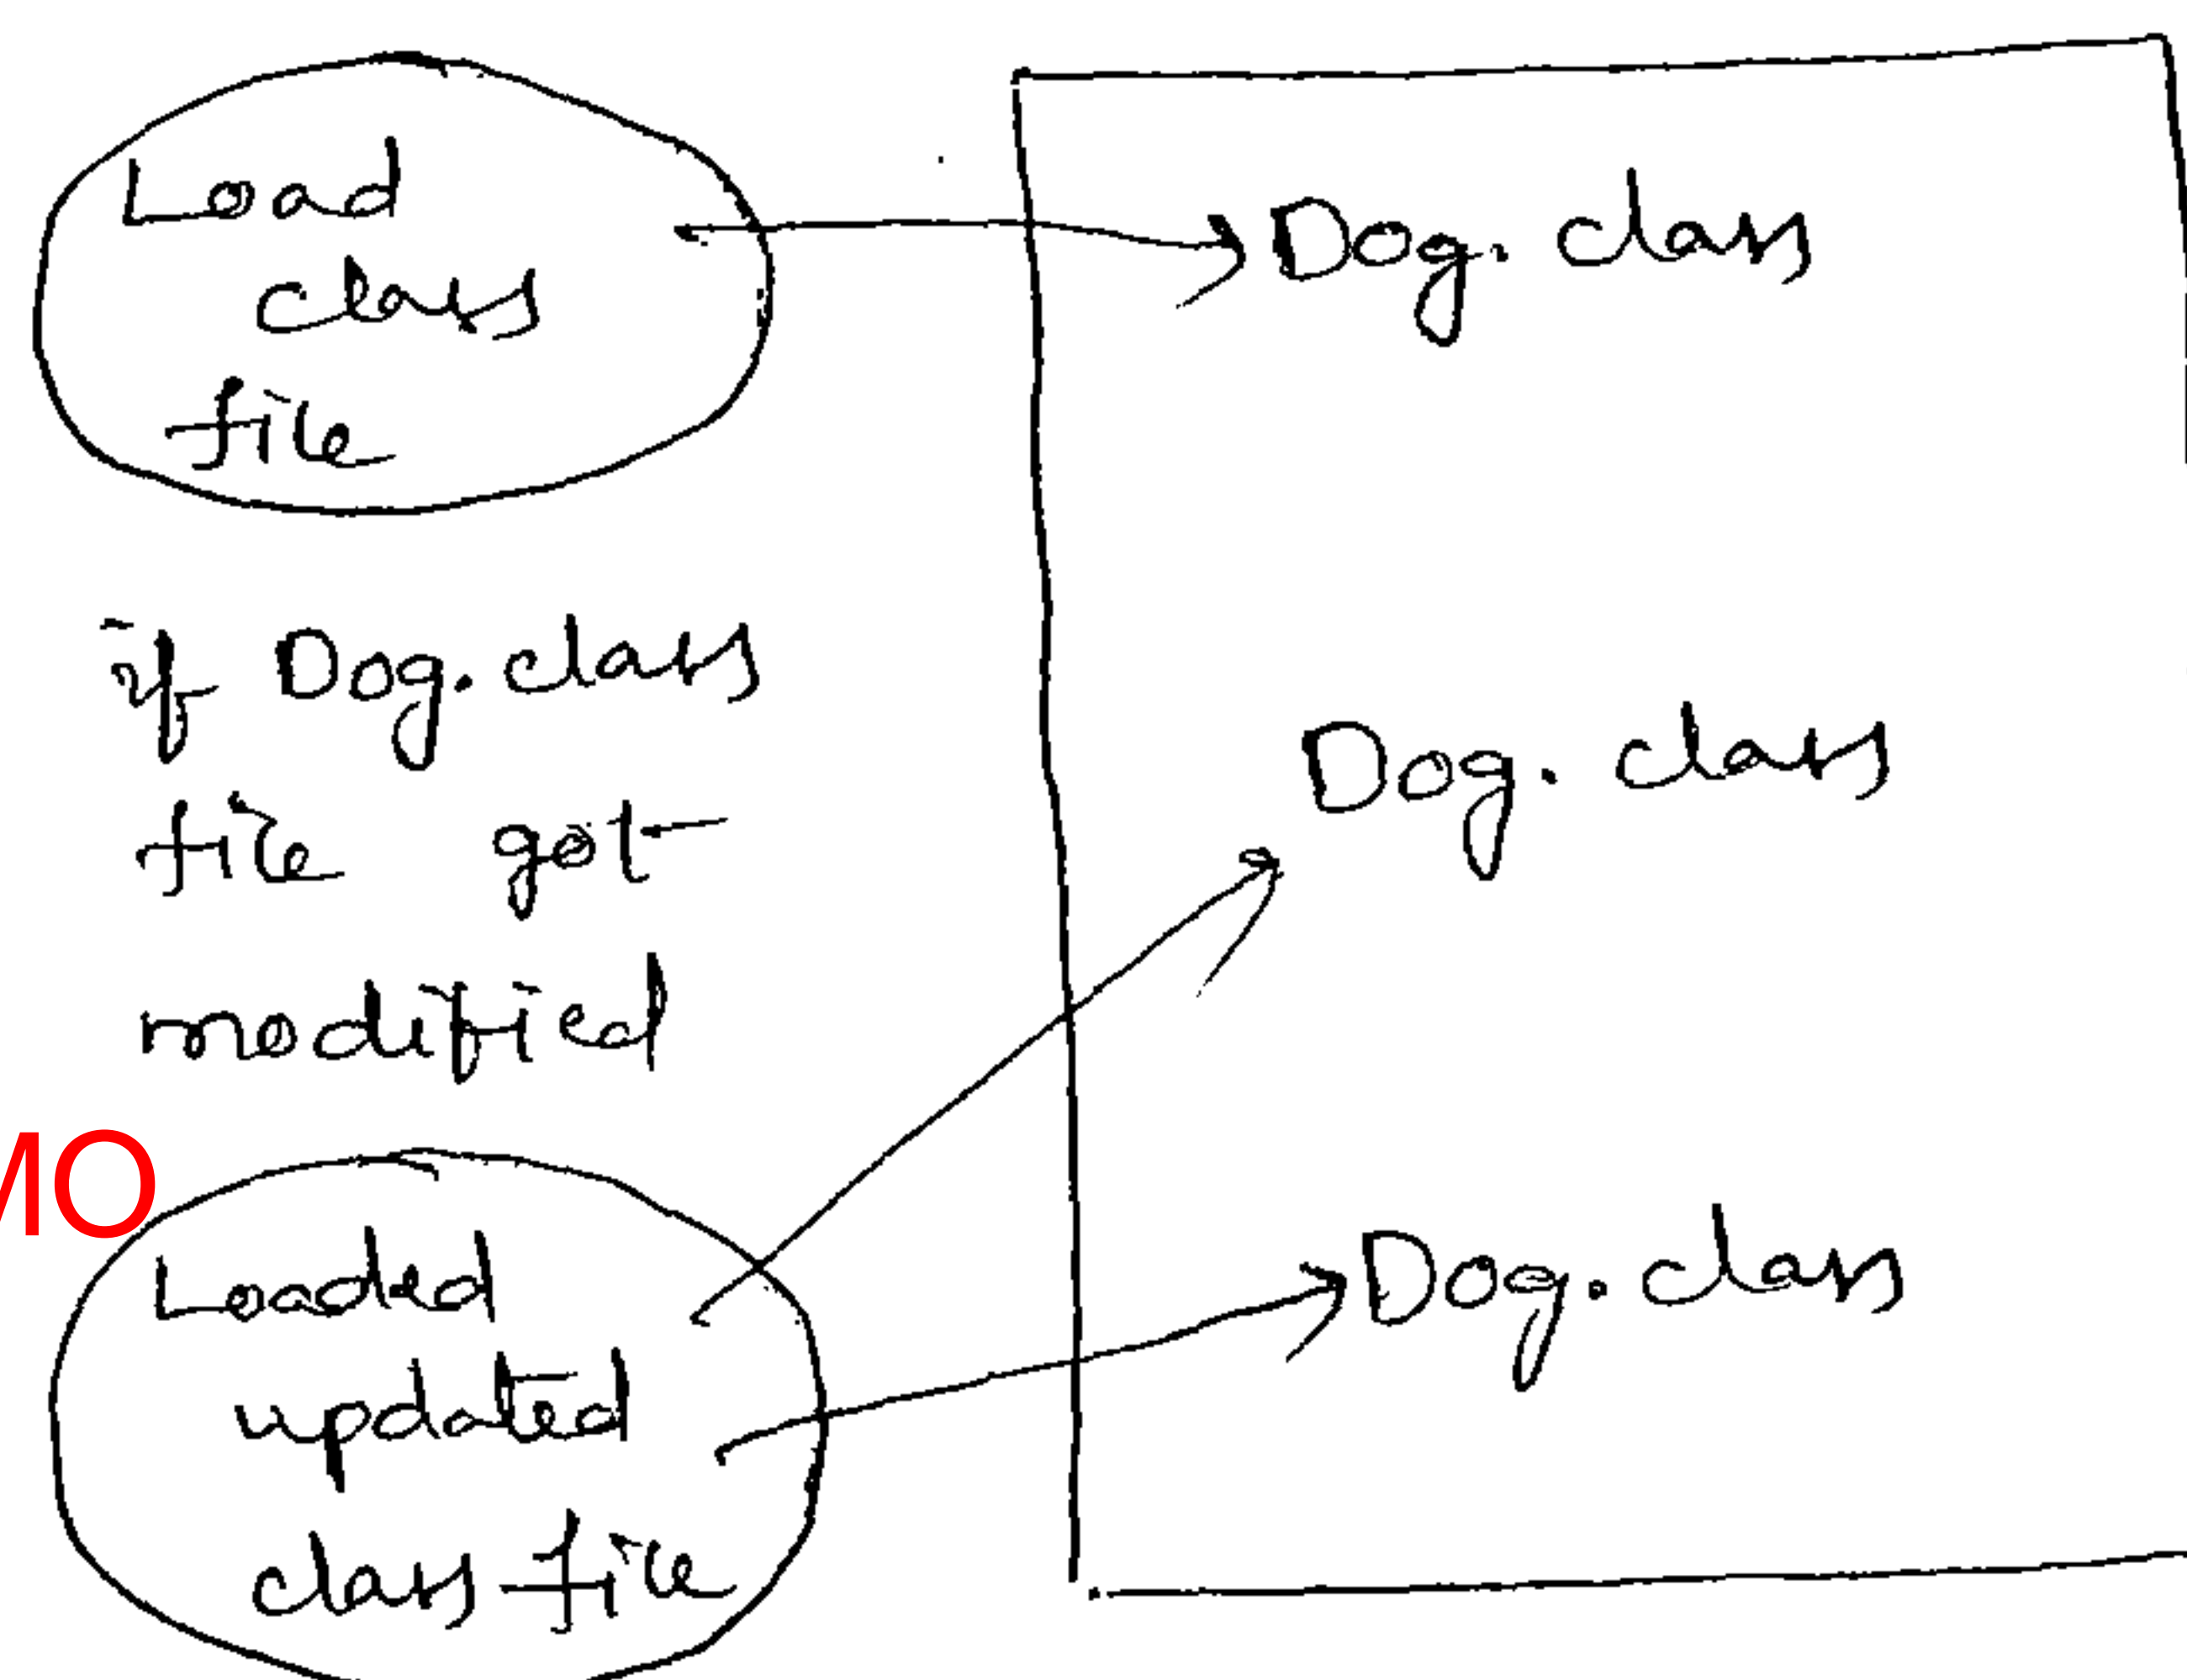 Load
class
file
Dog. class
if Dog. class
file got
modified
Dog. class
MO
Loaded
updated
class file
Dog. class